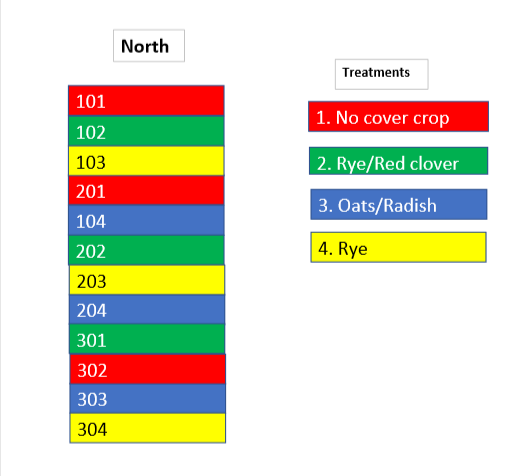 North
Treatments
101
102
103
201
104
202
203
204
301
302
303
304
1. No cover crop
2. Rye/Red clover
3. Oats/Radish
4. Rye